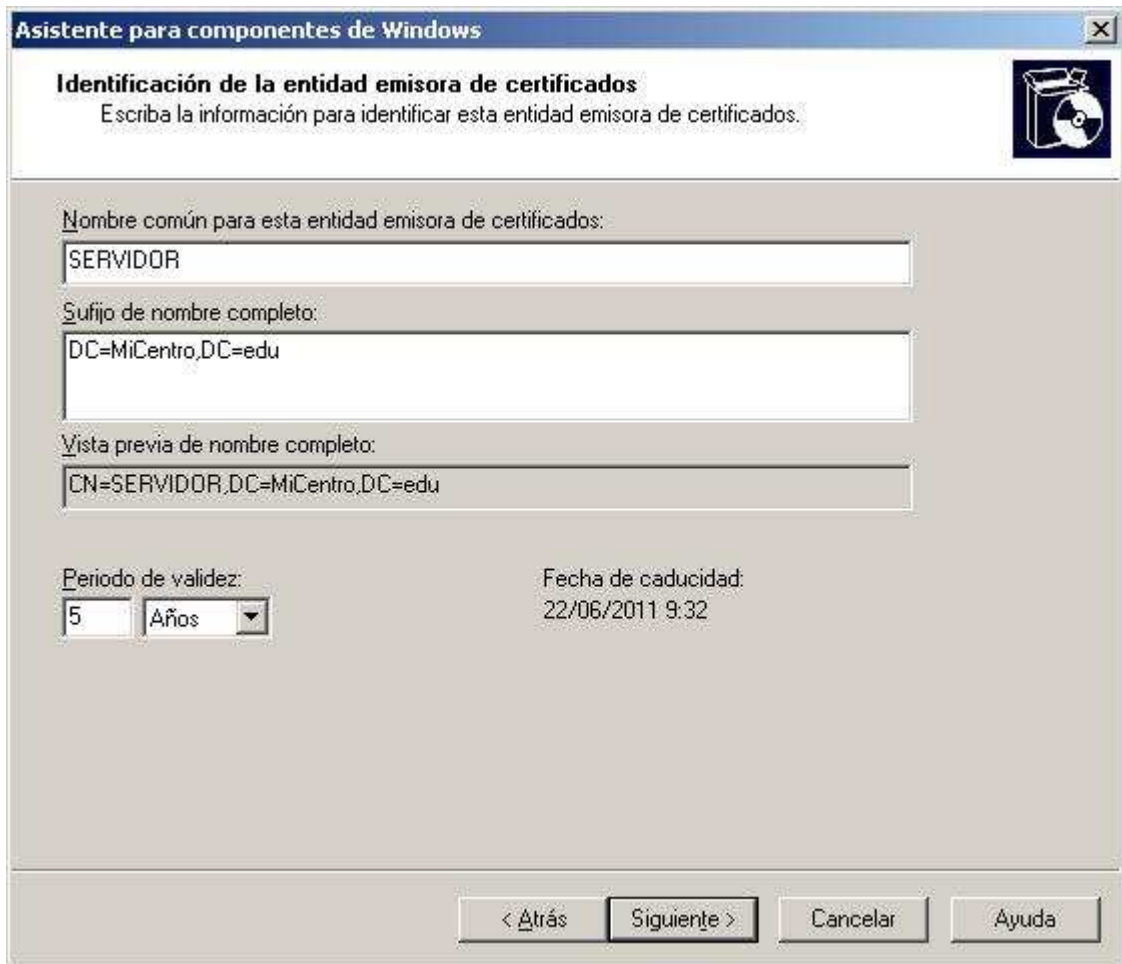 Asistente para componentes de Windows
Identificación de la entidad emisora de certificados
Escriba la información para identificar esta entidad emisora de certificados.
Nombre común para esta entidad emisora de certificados:
SERVIDOR
Sufijo de nombre completo:
DC=MiCentro,DC=edu
Vista previa de nombre completo:
CN=SERVIDOR,DC=MiCentro,DC=edu
Periodo de validez:
5 Años
Fecha de caducidad:
22/06/2011 9:32
< Atrás Siguiente > Cancelar Ayuda